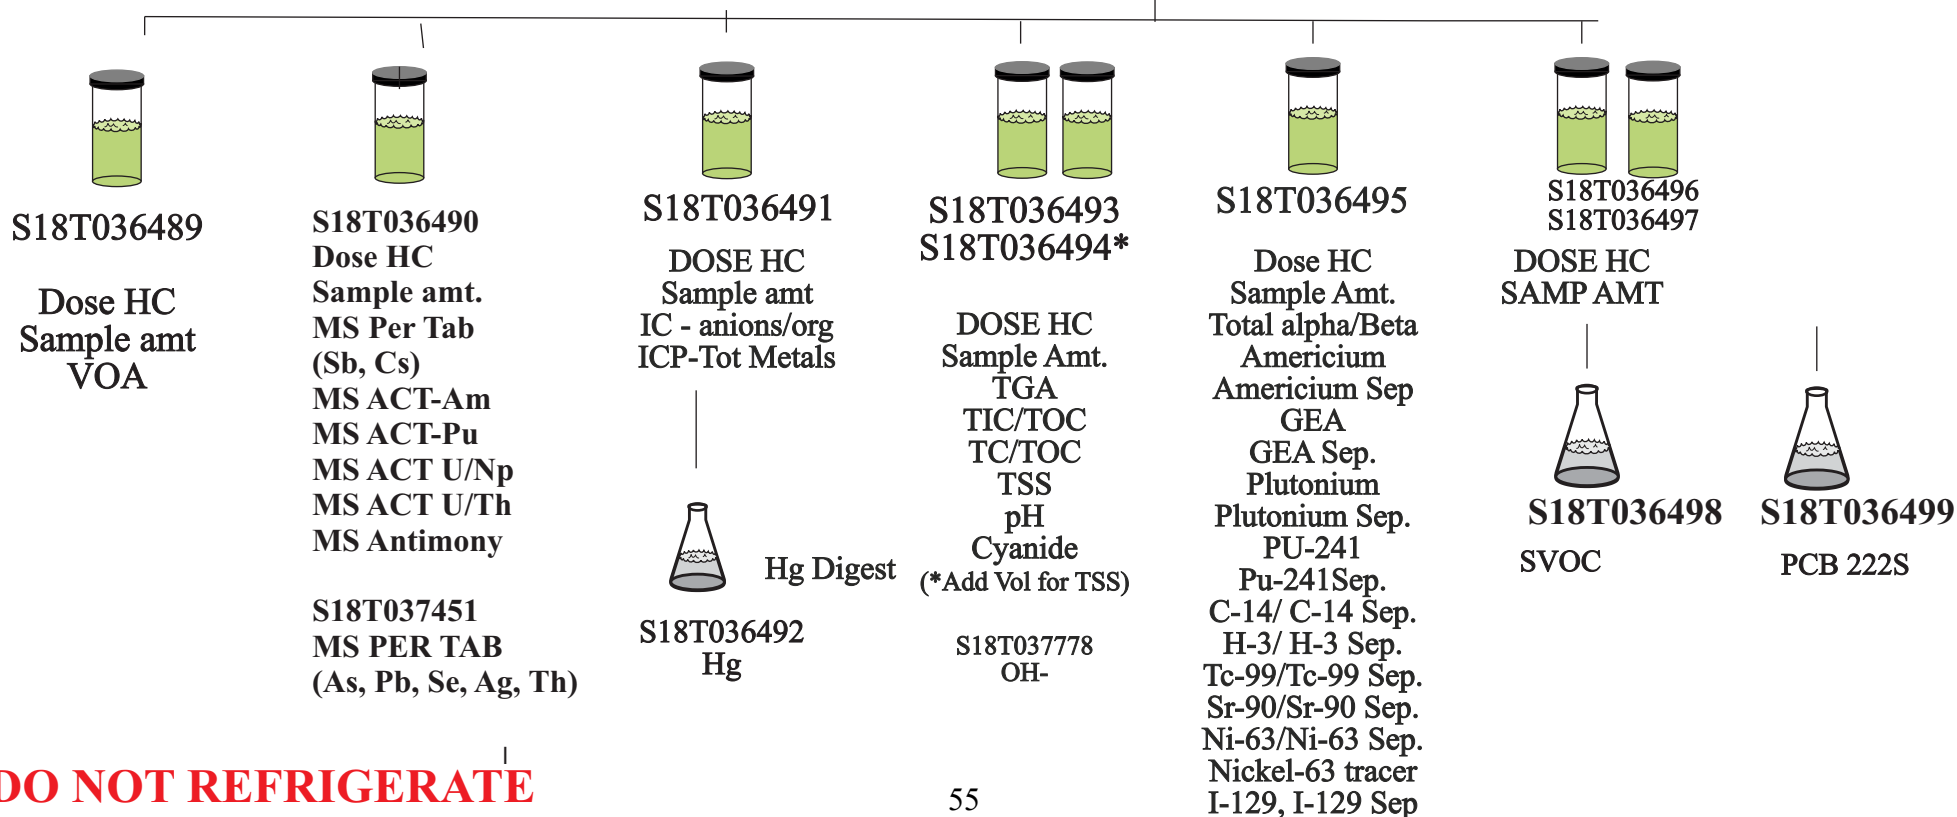 S18T036489
Dose HC
Sample amt
VOA
S18T036490
Dose HC
Sample amt.
MS Per Tab
(Sb, Cs)
MS ACT-Am
MS ACT-Pu
MS ACT U/Np
MS ACT U/Th
MS Antimony
S18T037451
MS PER TAB
(As, Pb, Se, Ag, Th)
S18T036491
DOSE HC
Sample amt
IC - anions/org
ICP-Tot Metals
Hg Digest
S18T036492
Hg
S18T036493
S18T036494*
DOSE HC
Sample Amt.
TGA
TIC/TOC
TC/TOC
TSS
pH
Cyanide
(*Add Vol for TSS)
S18T037778
OH-
S18T036495
Dose HC
Sample Amt.
Total alpha/Beta
Americium
Americium Sep
GEA
GEA Sep.
Plutonium
Plutonium Sep.
PU-241
Pu-241Sep.
C-14/ C-14 Sep.
H-3/ H-3 Sep.
Tc-99/Tc-99 Sep.
Sr-90/Sr-90 Sep.
Ni-63/Ni-63 Sep.
Nickel-63 tracer
I-129, I-129 Sep
S18T036496
S18T036497
DOSE HC
SAMP AMT
S18T036498
SVOC
S18T036499
PCB 222S
DO NOT REFRIGERATE
55